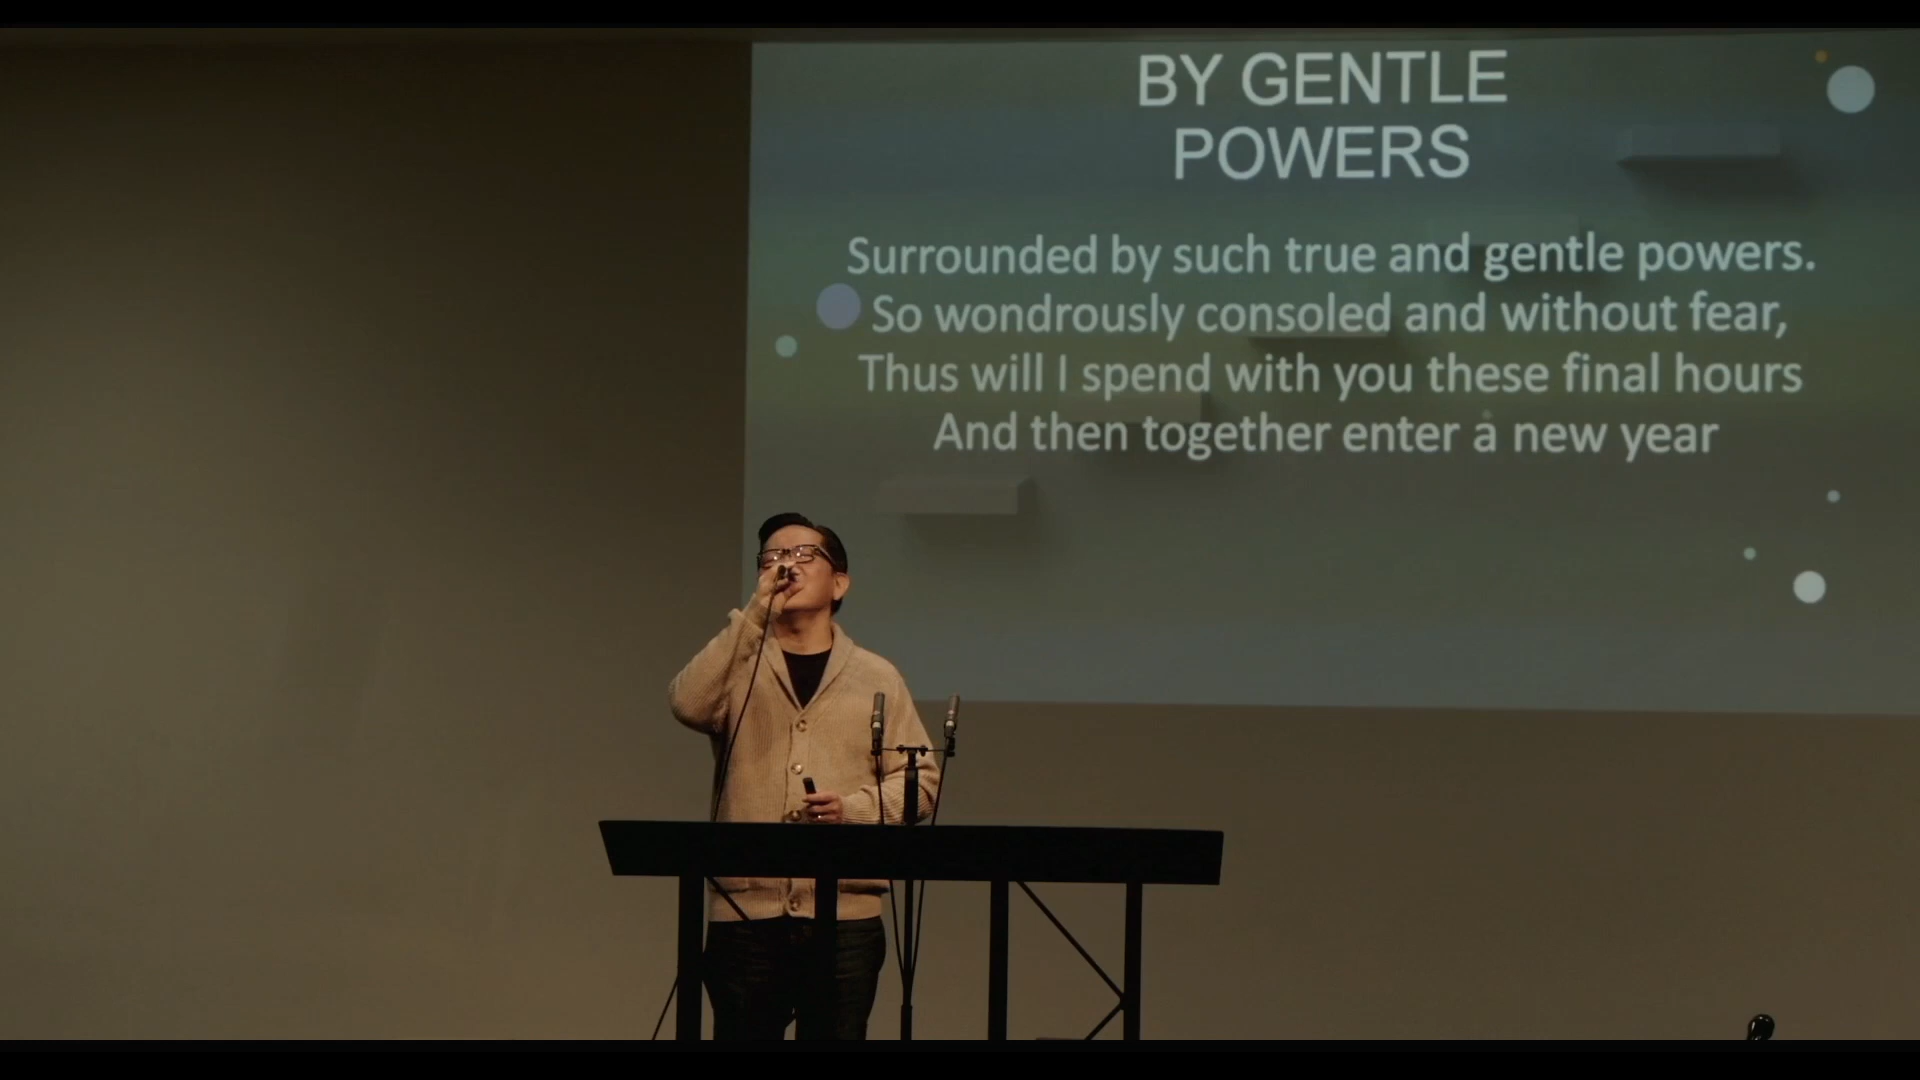 BY GENTLE
POWERS
Surrounded by such true and gentle powers.
So wondrously consoled and without fear,
Thus will I spend with you these final hours
And then together enter a new year